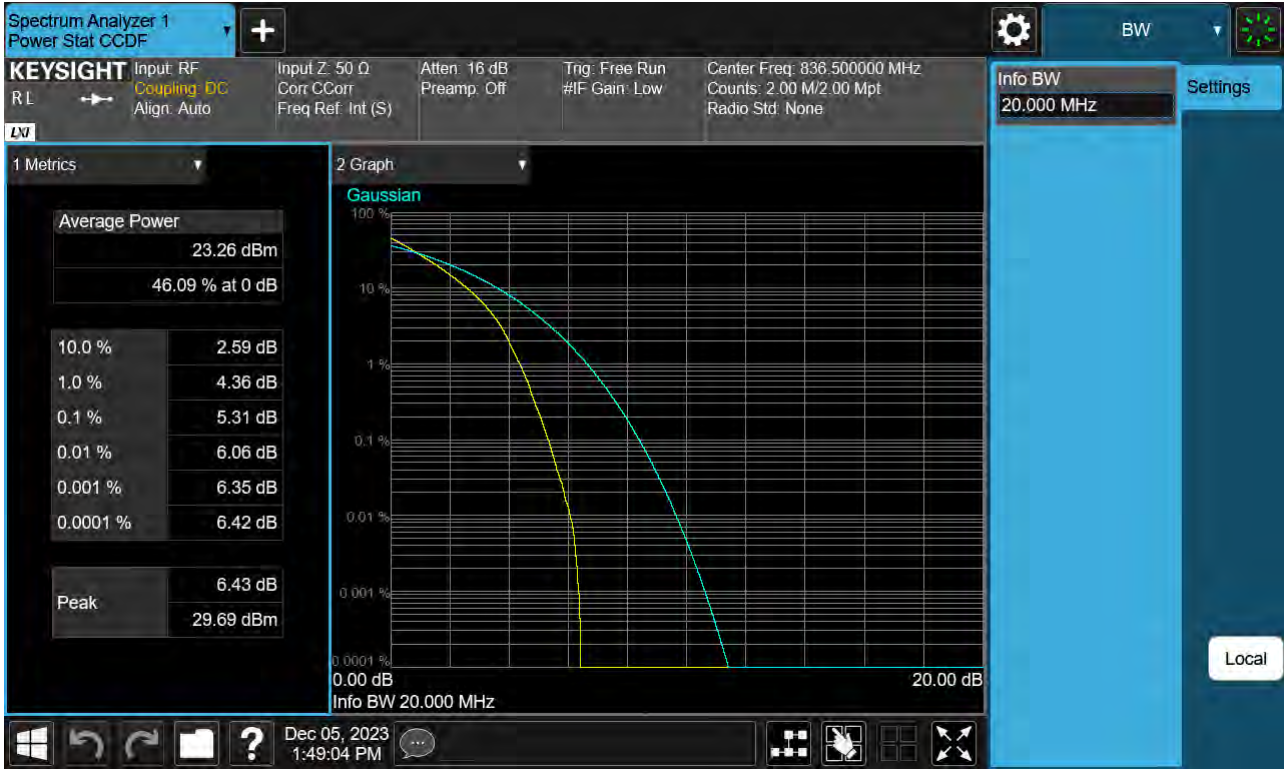 Spectrum Analyzer 1
Power Stat CCDF
+
BW
KEYSIGHT
R L
LXI
Input: RF
Coupling: DC
Align: Auto
Input Z: 50 Ω
Corr CCorr
Freq Ref: Int (S)
Atten: 16 dB
Preamp: Off
Trig: Free Run
#IF Gain: Low
Center Freq: 836.500000 MHz
Counts: 2.00 M/2.00 Mpt
Radio Std: None
Info BW
20.000 MHz
Settings
1 Metrics
Average Power
23.26 dBm
46.09 % at 0 dB
10.0 % 2.59 dB
1.0 % 4.36 dB
0.1 % 5.31 dB
0.01 % 6.06 dB
0.001 % 6.35 dB
0.0001 % 6.42 dB
Peak
6.43 dB
29.69 dBm
2 Graph
Gaussian
100 %
10 %
1 %
0.1 %
0.01 %
0.001 %
0.0001 %
0.00 dB 20.00 dB
Info BW 20.000 MHz
Local
?
Dec 05, 2023
1:49:04 PM